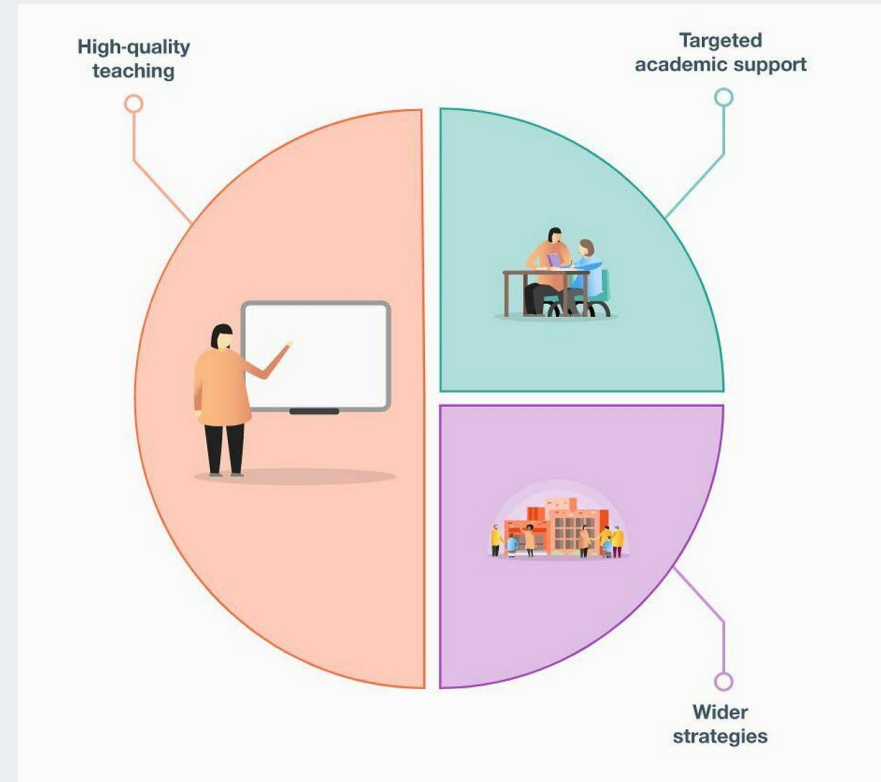 High-quality
teaching
Targeted
academic support
Wider
strategies